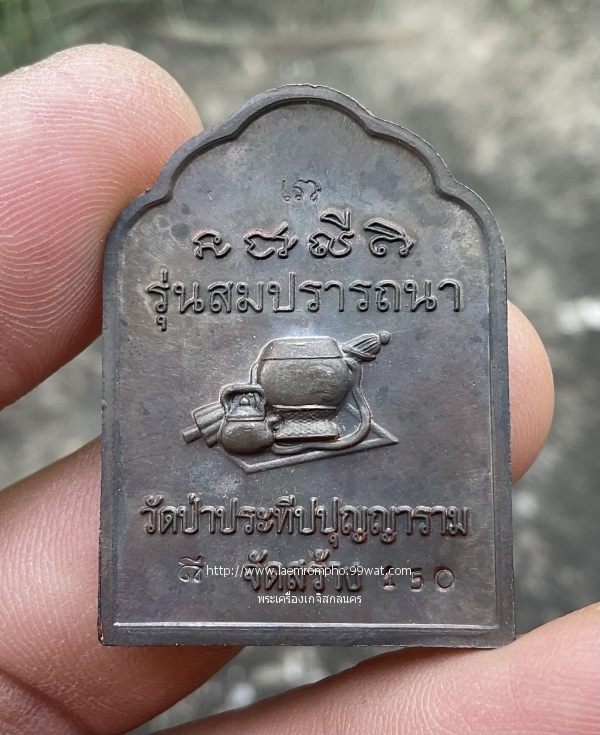 รุ่นสมปรารถนา
วัดป่าประทีปปุญญาราม
จัดสร้าง
http://www.laemrompho.99wat.com
พระเครื่องเกจิสกลนคร